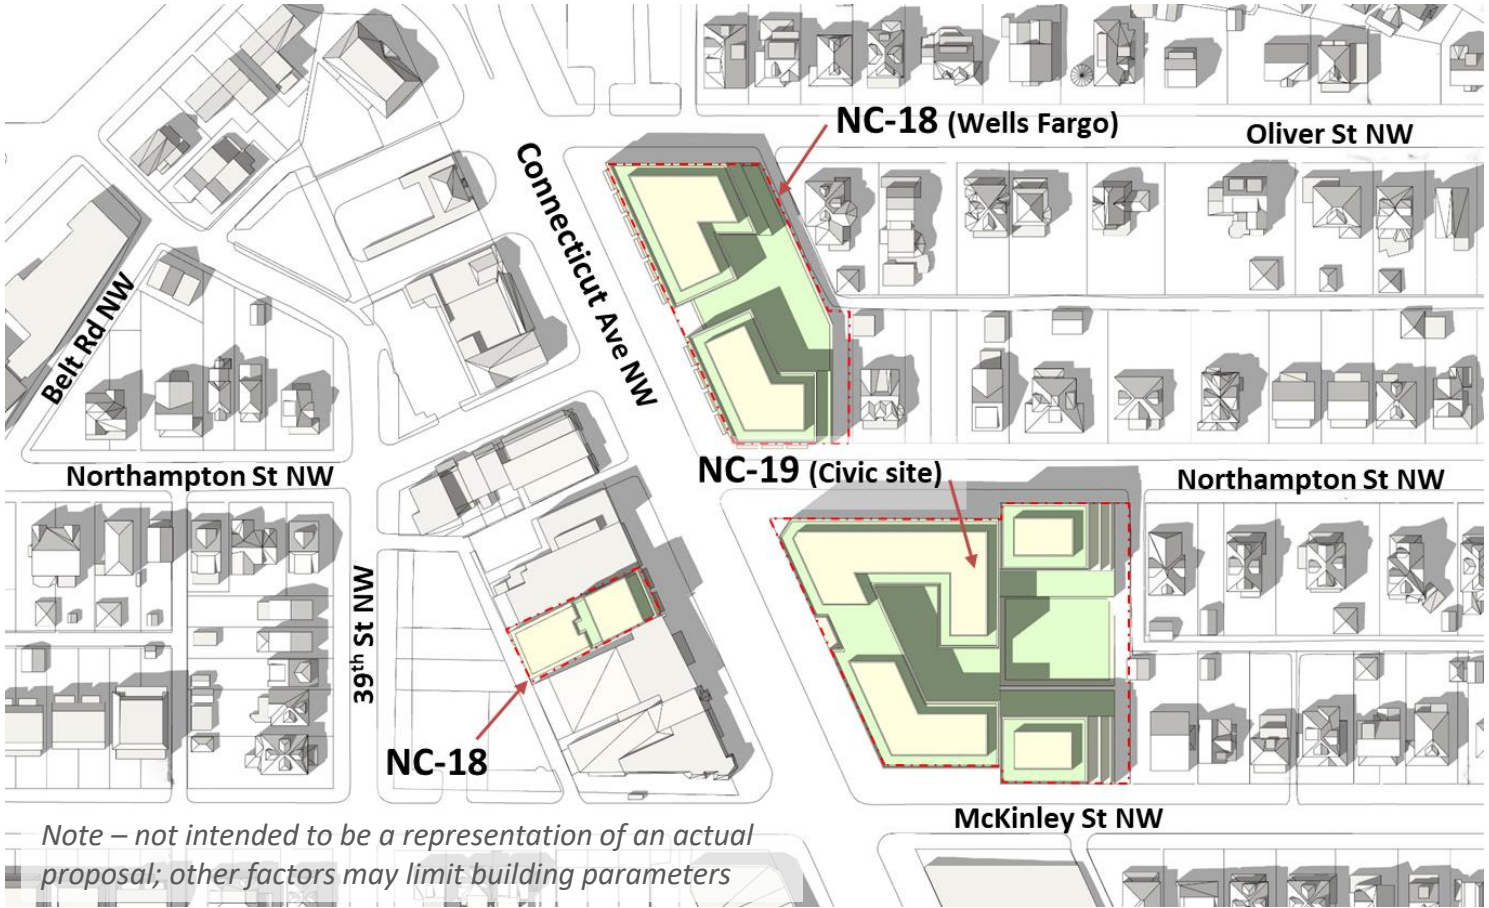 NC-18 (Wells Fargo)
Oliver St NW
Connecticut Ave NW
Belt Rd NW
Northampton St NW
NC-19 (Civic site)
Northampton St NW
39th St NW
NC-18
McKinley St NW
Note – not intended to be a representation of an actual
proposal; other factors may limit building parameters